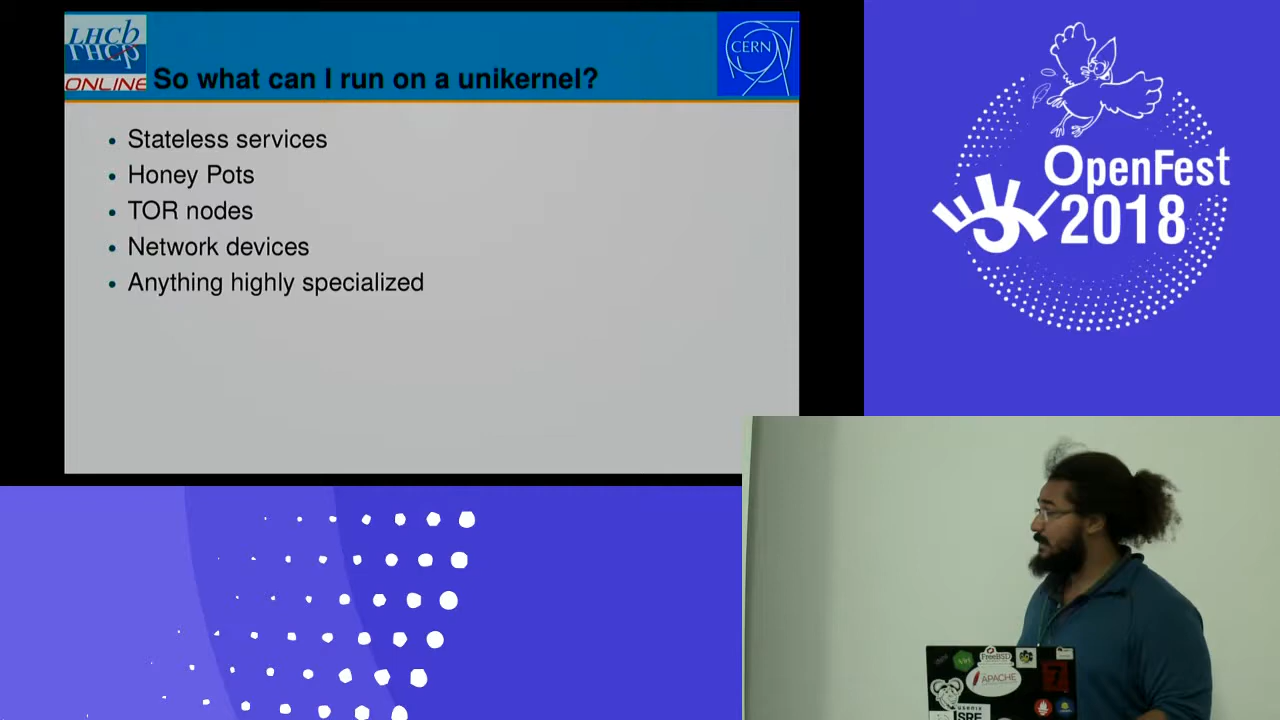 LHCb
ONLINE
So what can I run on a unikernel?
CERN
Stateless services
Honey Pots
TOR nodes
Network devices
Anything highly specialized
OpenFest
2018
FreeBSD
APACHE
usenix